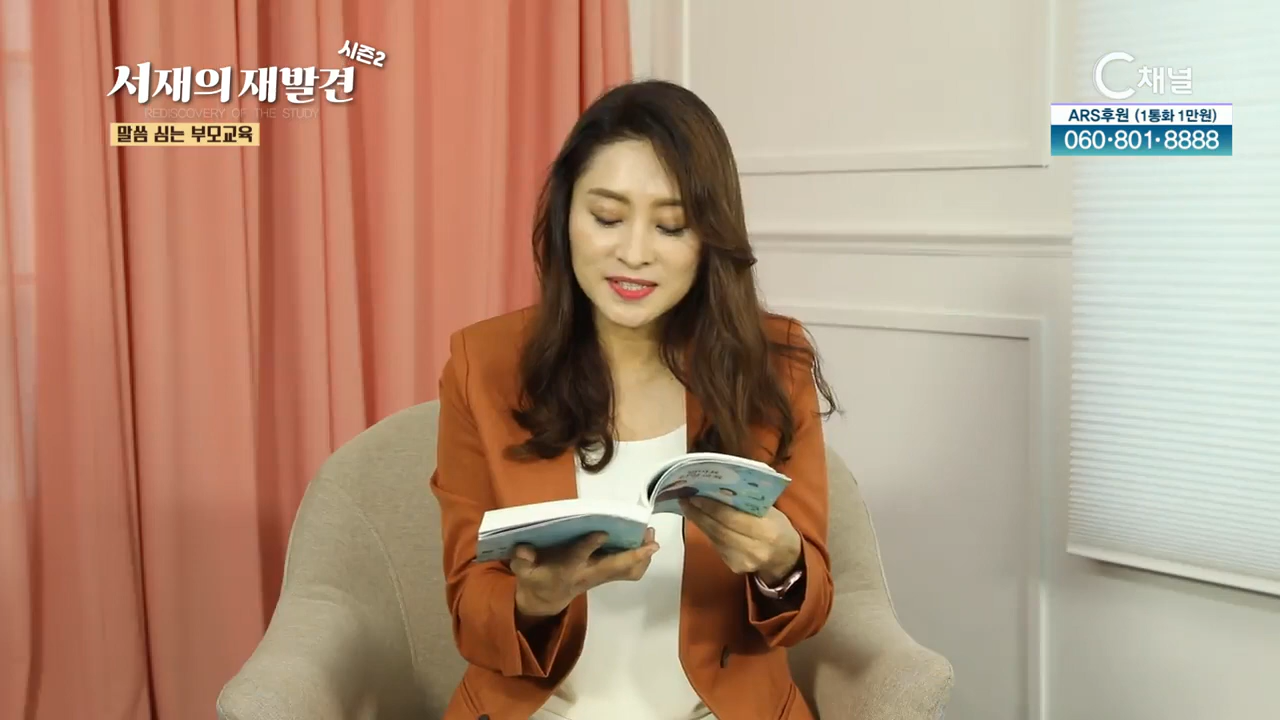 시즌2
서재의 재발견
REDISCOVERY OF THE STUDY
말씀 심는 부모교육
C채널
ARS후원 (1통화 1만원)
060·801·8888